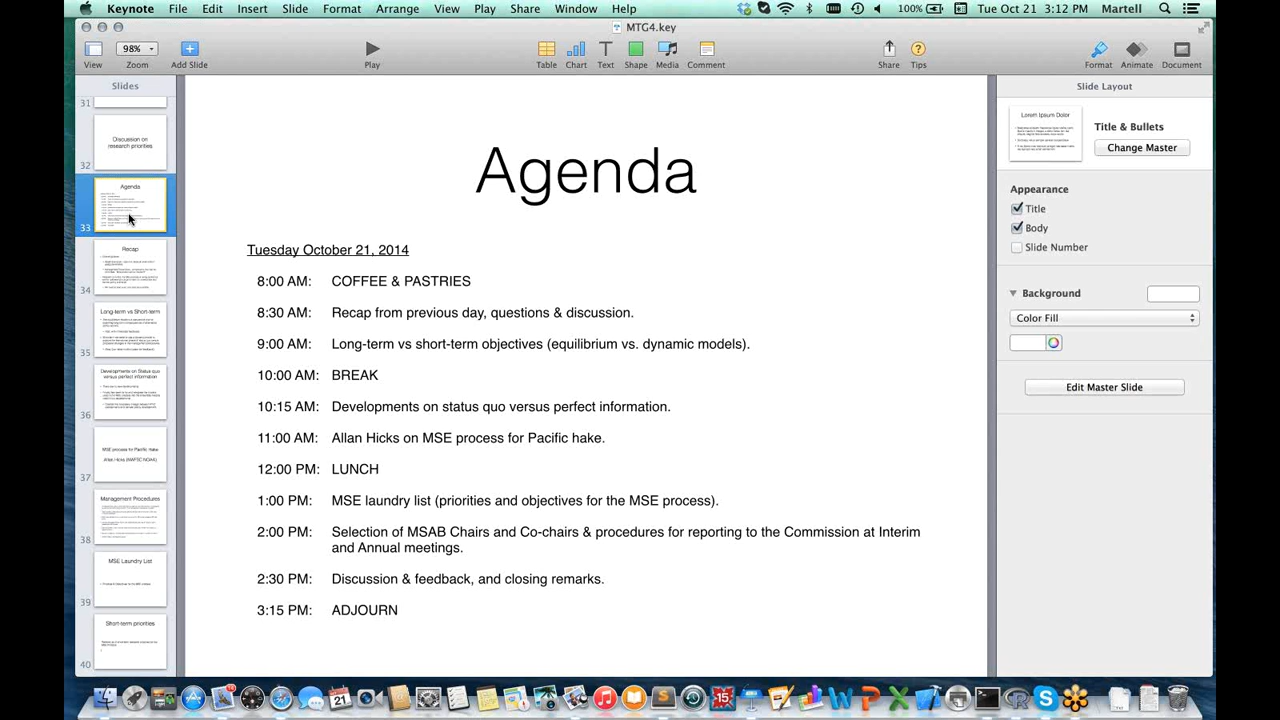 Keynote File Edit Insert Slide Format Arrange View Play Share Window Help 100% Tue Oct 21 3:12 PM Martell
MTG4.key
98%
View Zoom Add Slide Play Table Chart Text Shape Media Comment Share Tips Format Animate Document
Slides
31
Discussion on
research priorities
32
Agenda
33
Recap
34
Long-term vs Short-term
35
Developments on Status quo
versus perfect information
36
MSE process for Pacific hake
37
Management Procedures
38
MSE Laundry List
39
Short-term priorities
40
Agenda
Tuesday October 21, 2014
8:00 AM: COFFEE & PASTRIES
8:30 AM: Recap from previous day, questions & discussion.
9:00 AM: Long-term vs short-term objectives (equilibrium vs. dynamic models).
10:00 AM: BREAK
10:15 AM: Developments on status quo versus perfect information.
11:00 AM: Allan Hicks on MSE process for Pacific hake.
12:00 PM: LUNCH
1:00 PM: MSE laundry list (priorities and objectives for the MSE process).
2:00 PM: Selection of MSAB Chairs and Co-chairs & procedures for reporting to the Commission at Interim
and Annual meetings.
2:30 PM: Discussion & feedback, and closing remarks.
3:15 PM: ADJOURN
Slide Layout
Lorem Ipsum Dolor
Title & Bullets
Change Master
Appearance
Title
Body
Slide Number
Background
Color Fill
Edit Master Slide